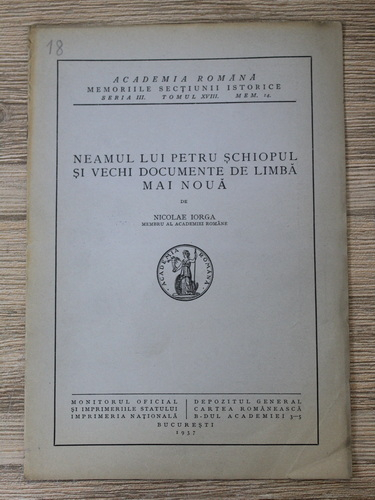 18
ACADEMIA ROMÂNĂ
MEMORIILE SECȚIUNII ISTORICE
SERIA III. TOMUL XVIII. MEM. 14.
NEAMUL LUI PETRU ȘCHIOPUL
ȘI VECHI DOCUMENTE DE LIMBĂ
MAI NOUĂ
DE
NICOLAE IORGA
MEMBRU AL ACADEMIEI ROMÂNE
ACADEMIA ROMANA
MONITORUL OFICIAL
ȘI IMPRIMERIILE STATULUI
IMPRIMERIA NAȚIONALĂ
DEPOZITUL GENERAL
CARTEA ROMÂNEASCĂ
B-DUL ACADEMIEI 3-5
BUCUREȘTI
1937